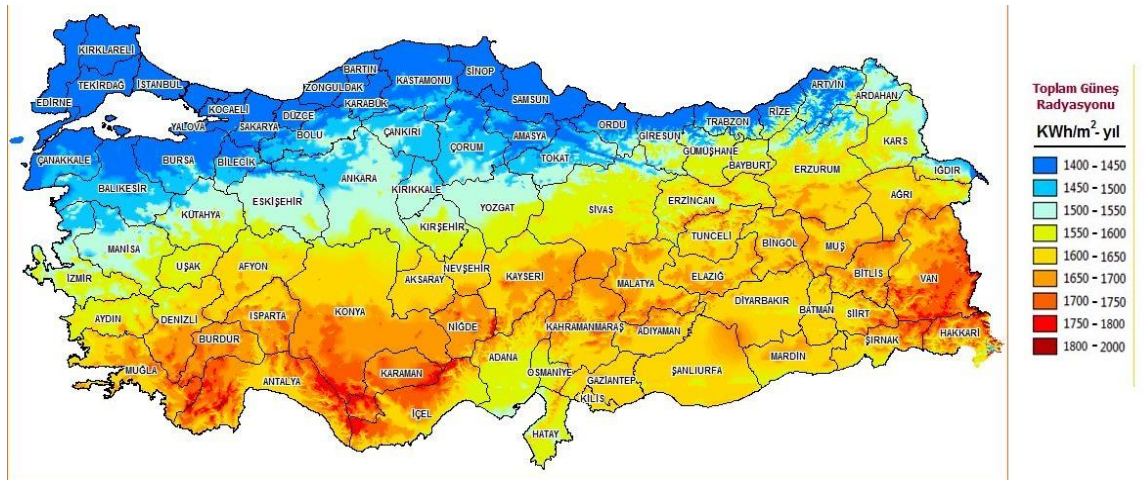 KIRKLARELİ
TEKİRDAĞ
İSTANBUL
EDİRNE
KOCAELİ
YALOVA
SAKARYA
DÜZCE
BOLU
ZONGULDAK
BARTIN
KARABÜK
KASTAMONU
SİNOP
SAMSUN
ÇANKIRI
ÇORUM
AMASYA
TOKAT
ORDU
GİRESUN
TRABZON
RİZE
ARTVİN
ARDAHAN
KARS
IĞDIR
GÜMÜŞHANE
BAYBURT
ERZURUM
ÇANAKKALE
BURSA
BİLECİK
BALIKESİR
KÜTAHYA
ESKİŞEHİR
ANKARA
KIRIKKALE
YOZGAT
KIRŞEHİR
SİVAS
ERZİNCAN
AĞRI
TUNCELİ
BİNGÖL
MUŞ
MANİSA
İZMİR
UŞAK
AFYON
AKSARAY
NEVŞEHİR
KAYSERİ
MALATYA
ELAZIĞ
BİTLİS
VAN
AYDIN
DENİZLİ
ISPARTA
BURDUR
KONYA
NİĞDE
KAHRAMANMARAŞ
ADIYAMAN
DİYARBAKIR
BATMAN
SİİRT
ŞIRNAK
HAKKARİ
MUĞLA
ANTALYA
KARAMAN
İÇEL
ADANA
OSMANİYE
GAZİANTEP
KİLİS
ŞANLIURFA
MARDİN
HATAY
Toplam Güneş
Radyasyonu
KWh/m²- yıl
1400 - 1450
1450 - 1500
1500 - 1550
1550 - 1600
1600 - 1650
1650 - 1700
1700 - 1750
1750 - 1800
1800 - 2000